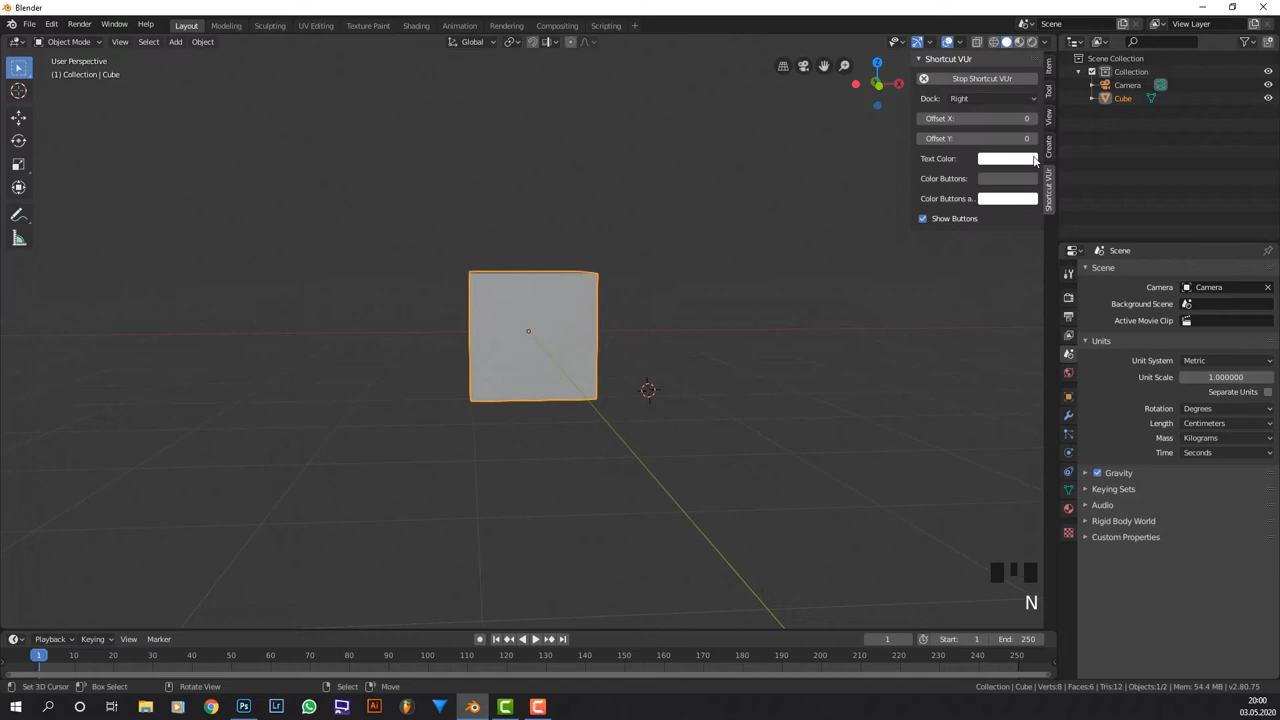 Blender
File Edit Render Window Help Layout Modeling Sculpting UV Editing Texture Paint Shading Animation Rendering Compositing Scripting + Scene View Layer
Object Mode View Select Add Object Global
User Perspective
(1) Collection | Cube
Z
X
Shortcut VUr
Stop Shortcut VUr
Dock: Right
Offset X: 0
Offset Y: 0
Text Color:
Color Buttons:
Color Buttons a..
Show Buttons
Item
Tool
View
Create
Shortcut VUr
N
Scene Collection
Collection
Camera
Cube
Scene
Scene
Camera Camera
Background Scene
Active Movie Clip
Units
Unit System Metric
Unit Scale 1.000000
Separate Units
Rotation Degrees
Length Centimeters
Mass Kilograms
Time Seconds
Gravity
Keying Sets
Audio
Rigid Body World
Custom Properties
Playback Keying View Marker 1 Start: 1 End: 250
1 10 20 30 40 50 60 70 80 90 100 110 120 130 140 150 160 170 180 190 200 210 220 230 240 250
Set 3D Cursor Box Select Rotate View Select Move Collection | Cube | Verts:8 | Faces:6 | Tris:12 | Objects:1/2 | Mem: 54.4 MB | v2.80.75
Ps Lrc Ai
20:00
03.05.2020